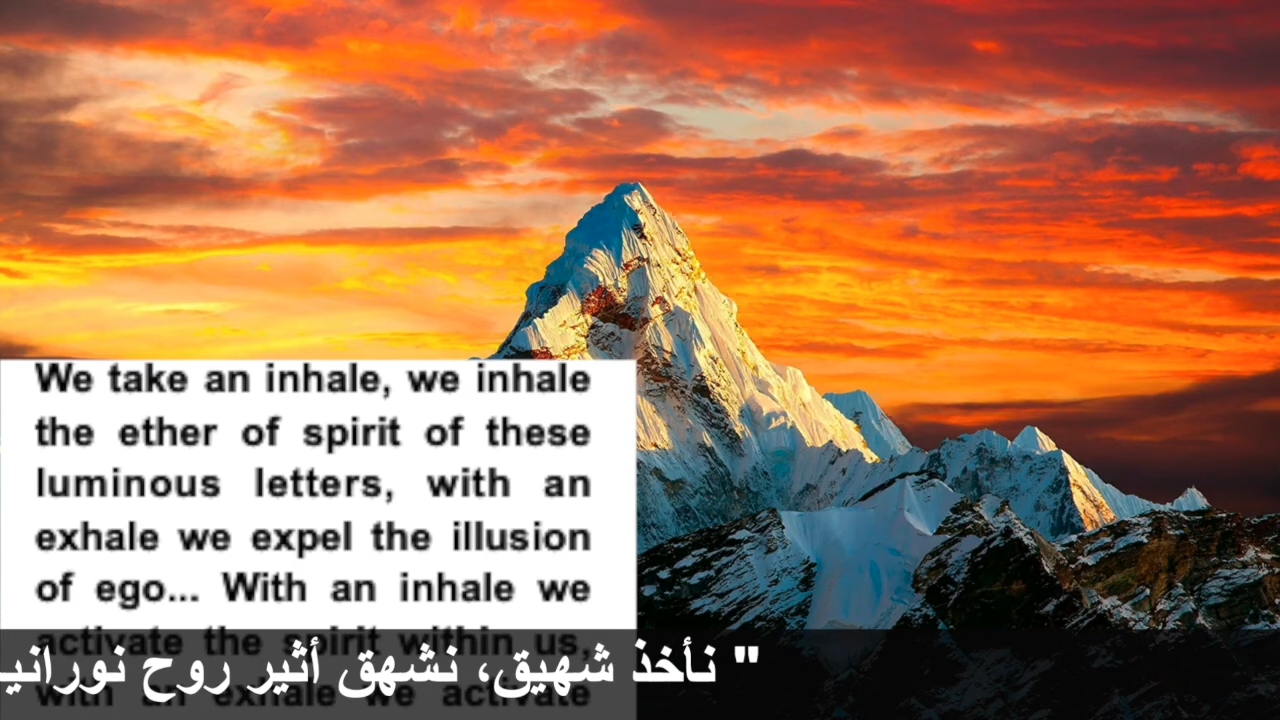 We take an inhale, we inhale
the ether of spirit of these
luminous letters, with an
exhale we expel the illusion
of ego... With an inhale we
activate the spirit within us,
with an exhale we activate
" نأخذ شهيق، نشهق أثير روح نورانيـ